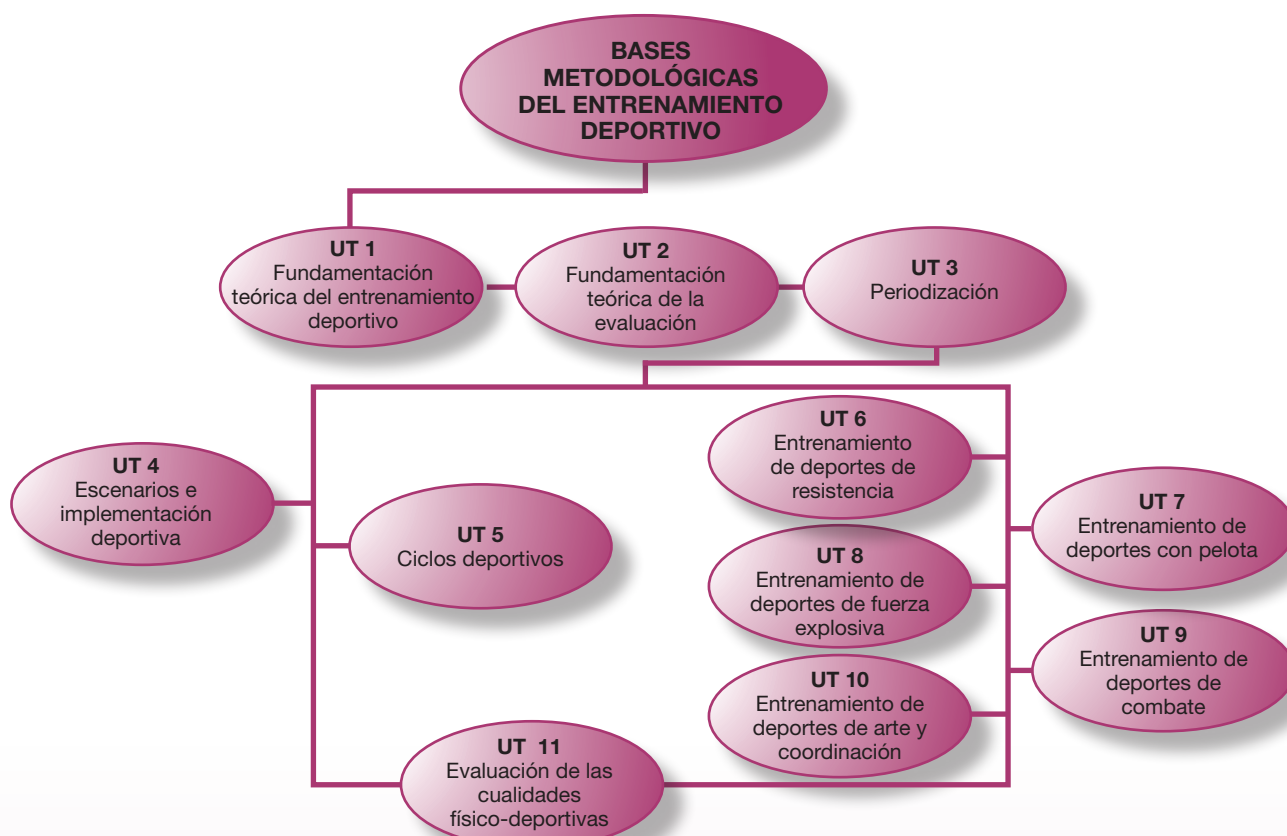 BASES
METODOLÓGICAS
DEL ENTRENAMIENTO
DEPORTIVO
UT 1
Fundamentación
teórica del entrenamiento
deportivo
UT 2
Fundamentación
teórica de la
evaluación
UT 3
Periodización
UT 4
Escenarios e
implementación
deportiva
UT 5
Ciclos deportivos
UT 6
Entrenamiento
de deportes de
resistencia
UT 7
Entrenamiento de
deportes con pelota
UT 8
Entrenamiento de
deportes de fuerza
explosiva
UT 9
Entrenamiento de
deportes de
combate
UT 10
Entrenamiento de
deportes de arte y
coordinación
UT 11
Evaluación de las
cualidades
físico-deportivas